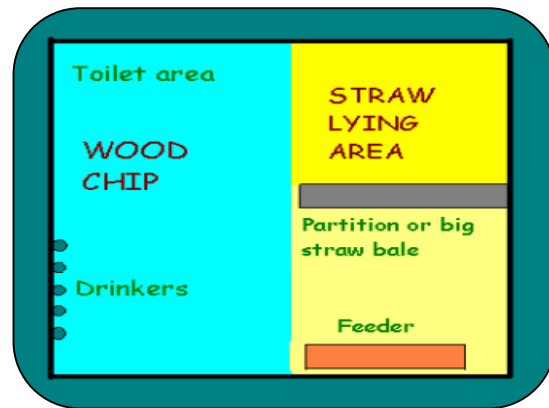 Toilet area
WOOD
CHIP
Drinkers
STRAW
LYING
AREA
Partition or big
straw bale
Feeder